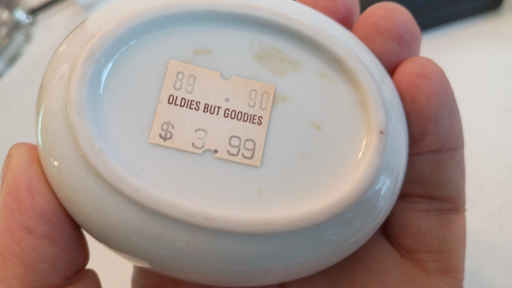 89 . 90
OLDIES BUT GOODIES
$ 3.99